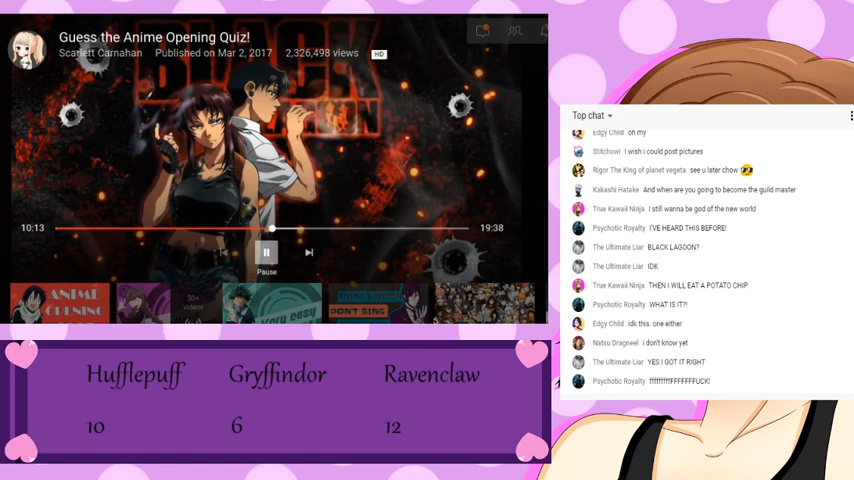 Guess the Anime Opening Quiz!
Scarlett Carnahan Published on Mar 2, 2017 2,326,498 views HD
BLACK
LAGOON
10:13
19:38
Pause
ANIME
OPENING
50+
videos
Very easy
ANIME EDITION
DON'T SING
Hufflepuff Gryffindor Ravenclaw
10 6 12
Top chat
Edgy Child oh my
Stitchowi I wish i could post pictures
Rigor The King of planet vegeta see u later chow
Kakashi Hatake And when are you going to become the guild master
True Kawaii Ninja I still wanna be god of the new world
Psychotic Royalty I'VE HEARD THIS BEFORE!
The Ultimate Liar BLACK LAGOON?
The Ultimate Liar IDK
True Kawaii Ninja THEN I WILL EAT A POTATO CHIP
Psychotic Royalty WHAT IS IT?!
Edgy Child idk this. one either
Natsu Dragneel i don't know yet
The Ultimate Liar YES I GOT IT RIGHT
Psychotic Royalty fffffffffFFFFFFFUCK!